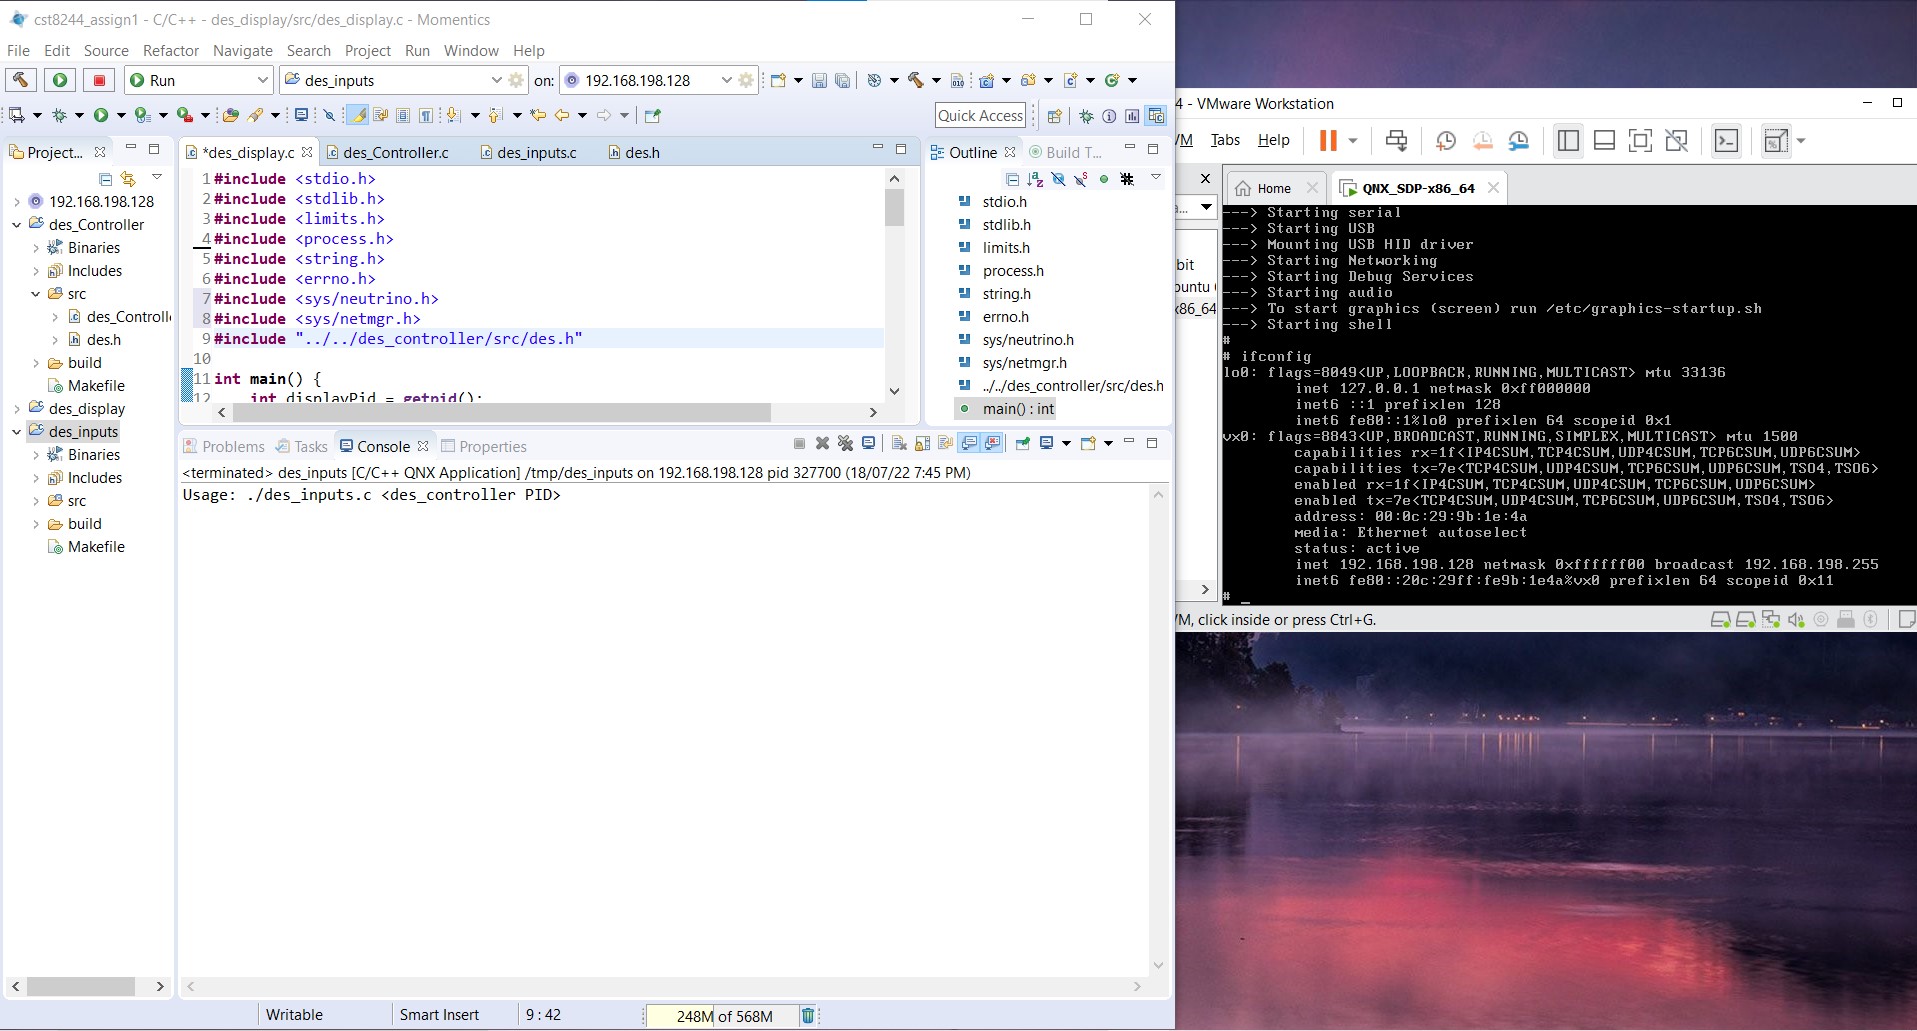 cst8244_assign1 - C/C++ - des_display/src/des_display.c - Momentics
File Edit Source Refactor Navigate Search Project Run Window Help
Run
des_inputs
on:
192.168.198.128
Quick Access
Project...
192.168.198.128
des_Controller
Binaries
Includes
src
des_Controll
des.h
build
Makefile
des_display
des_inputs
Binaries
Includes
src
build
Makefile
*des_display.c
des_Controller.c
des_inputs.c
des.h
1 #include <stdio.h>
2 #include <stdlib.h>
3 #include <limits.h>
4 #include <process.h>
5 #include <string.h>
6 #include <errno.h>
7 #include <sys/neutrino.h>
8 #include <sys/netmgr.h>
9 #include "../../des_controller/src/des.h"
10
11 int main() {
12 int displayPid = getpid();
Outline
Build T...
stdio.h
stdlib.h
limits.h
process.h
string.h
errno.h
sys/neutrino.h
sys/netmgr.h
../../des_controller/src/des.h
main() : int
Problems
Tasks
Console
Properties
<terminated> des_inputs [C/C++ QNX Application] /tmp/des_inputs on 192.168.198.128 pid 327700 (18/07/22 7:45 PM)
Usage: ./des_inputs.c <des_controller PID>
Writable
Smart Insert
9 : 42
248M of 568M
4 - VMware Workstation
VM Tabs Help
a...
bit
ountu
x86_64
Home
QNX_SDP-x86_64
---> Starting serial
---> Starting USB
---> Mounting USB HID driver
---> Starting Networking
---> Starting Debug Services
---> Starting audio
---> To start graphics (screen) run /etc/graphics-startup.sh
---> Starting shell
#
# ifconfig
lo0: flags=8049<UP,LOOPBACK,RUNNING,MULTICAST> mtu 33136
inet 127.0.0.1 netmask 0xff000000
inet6 ::1 prefixlen 128
inet6 fe80::1%lo0 prefixlen 64 scopeid 0x1
vx0: flags=8843<UP,BROADCAST,RUNNING,SIMPLEX,MULTICAST> mtu 1500
capabilities rx=1f<IP4CSUM,TCP4CSUM,UDP4CSUM,TCP6CSUM,UDP6CSUM>
capabilities tx=7e<TCP4CSUM,UDP4CSUM,TCP6CSUM,UDP6CSUM,TSO4,TSO6>
enabled rx=1f<IP4CSUM,TCP4CSUM,UDP4CSUM,TCP6CSUM,UDP6CSUM>
enabled tx=7e<TCP4CSUM,UDP4CSUM,TCP6CSUM,UDP6CSUM,TSO4,TSO6>
address: 00:0c:29:9b:1e:4a
media: Ethernet autoselect
status: active
inet 192.168.198.128 netmask 0xffffff00 broadcast 192.168.198.255
inet6 fe80::20c:29ff:fe9b:1e4a%vx0 prefixlen 64 scopeid 0x11
# _
VM, click inside or press Ctrl+G.